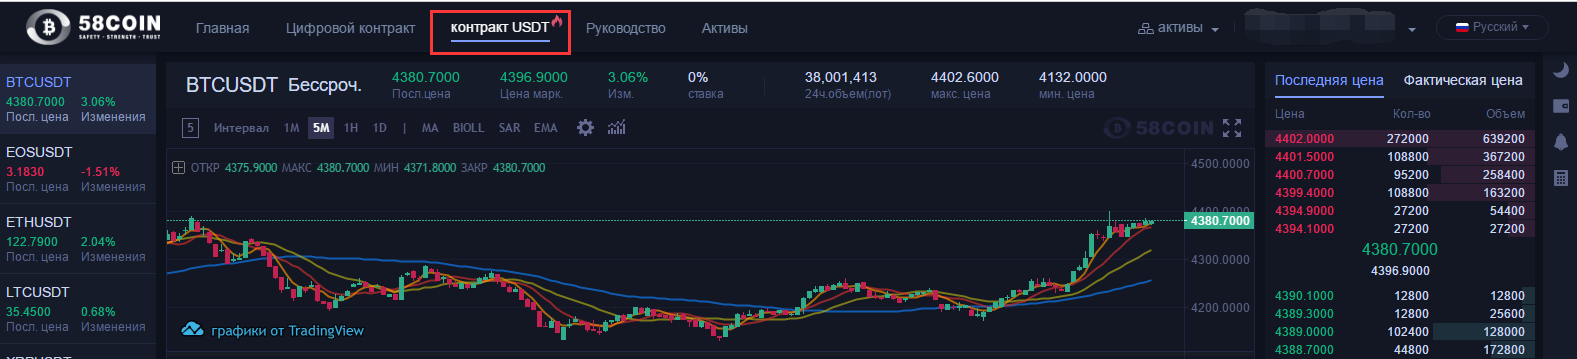 58COIN
SAFETY · STRENGTH · TRUST
Главная Цифровой контракт контракт USDT Руководство Активы активы Русский
BTCUSDT
4380.7000 3.06%
Посл. цена Изменения
EOSUSDT
3.1830 -1.51%
Посл. цена Изменения
ETHUSDT
122.7900 2.04%
Посл. цена Изменения
LTCUSDT
35.4500 0.68%
Посл. цена Изменения
BTCUSDT Бессроч.
4380.7000 4396.9000 3.06% 0% 38,001,413 4402.6000 4132.0000
Посл.цена Цена марк. Изм. ставка 24ч.объем(лот) макс. цена мин. цена
5 Интервал 1M 5M 1H 1D | MA BIOLL SAR EMA
58COIN
ОТКР 4375.9000 МАКС 4380.7000 МИН 4371.8000 ЗАКР 4380.7000
4500.0000
4400.0000
4380.7000
4300.0000
4200.0000
графики от TradingView
Последняя цена Фактическая цена
Цена Кол-во Объем
4402.0000 272000 639200
4401.5000 108800 367200
4400.7000 95200 258400
4399.4000 108800 163200
4394.9000 27200 54400
4394.1000 27200 27200
4380.7000
4396.9000
4390.1000 12800 12800
4389.3000 12800 25600
4389.0000 102400 128000
4388.7000 44800 172800